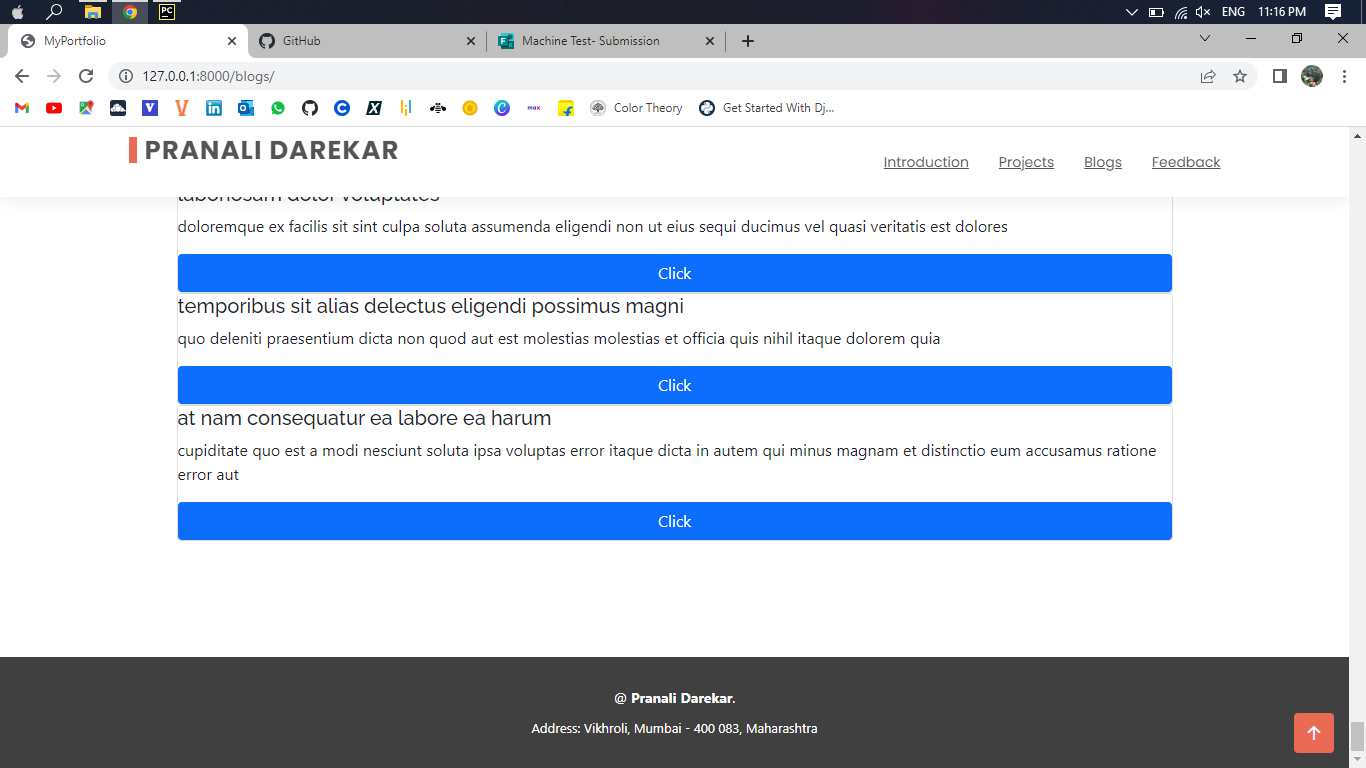 PC
ENG
11:16 PM
MyPortfolio
GitHub
Machine Test- Submission
127.0.0.1:8000/blogs/
max
Color Theory
Get Started With Dj...
PRANALI DAREKAR
Introduction
Projects
Blogs
Feedback
laboriosam dolor voluptates
doloremque ex facilis sit sint culpa soluta assumenda eligendi non ut eius sequi ducimus vel quasi veritatis est dolores
Click
temporibus sit alias delectus eligendi possimus magni
quo deleniti praesentium dicta non quod aut est molestias molestias et officia quis nihil itaque dolorem quia
Click
at nam consequatur ea labore ea harum
cupiditate quo est a modi nesciunt soluta ipsa voluptas error itaque dicta in autem qui minus magnam et distinctio eum accusamus ratione
error aut
Click
@ Pranali Darekar.
Address: Vikhroli, Mumbai - 400 083, Maharashtra